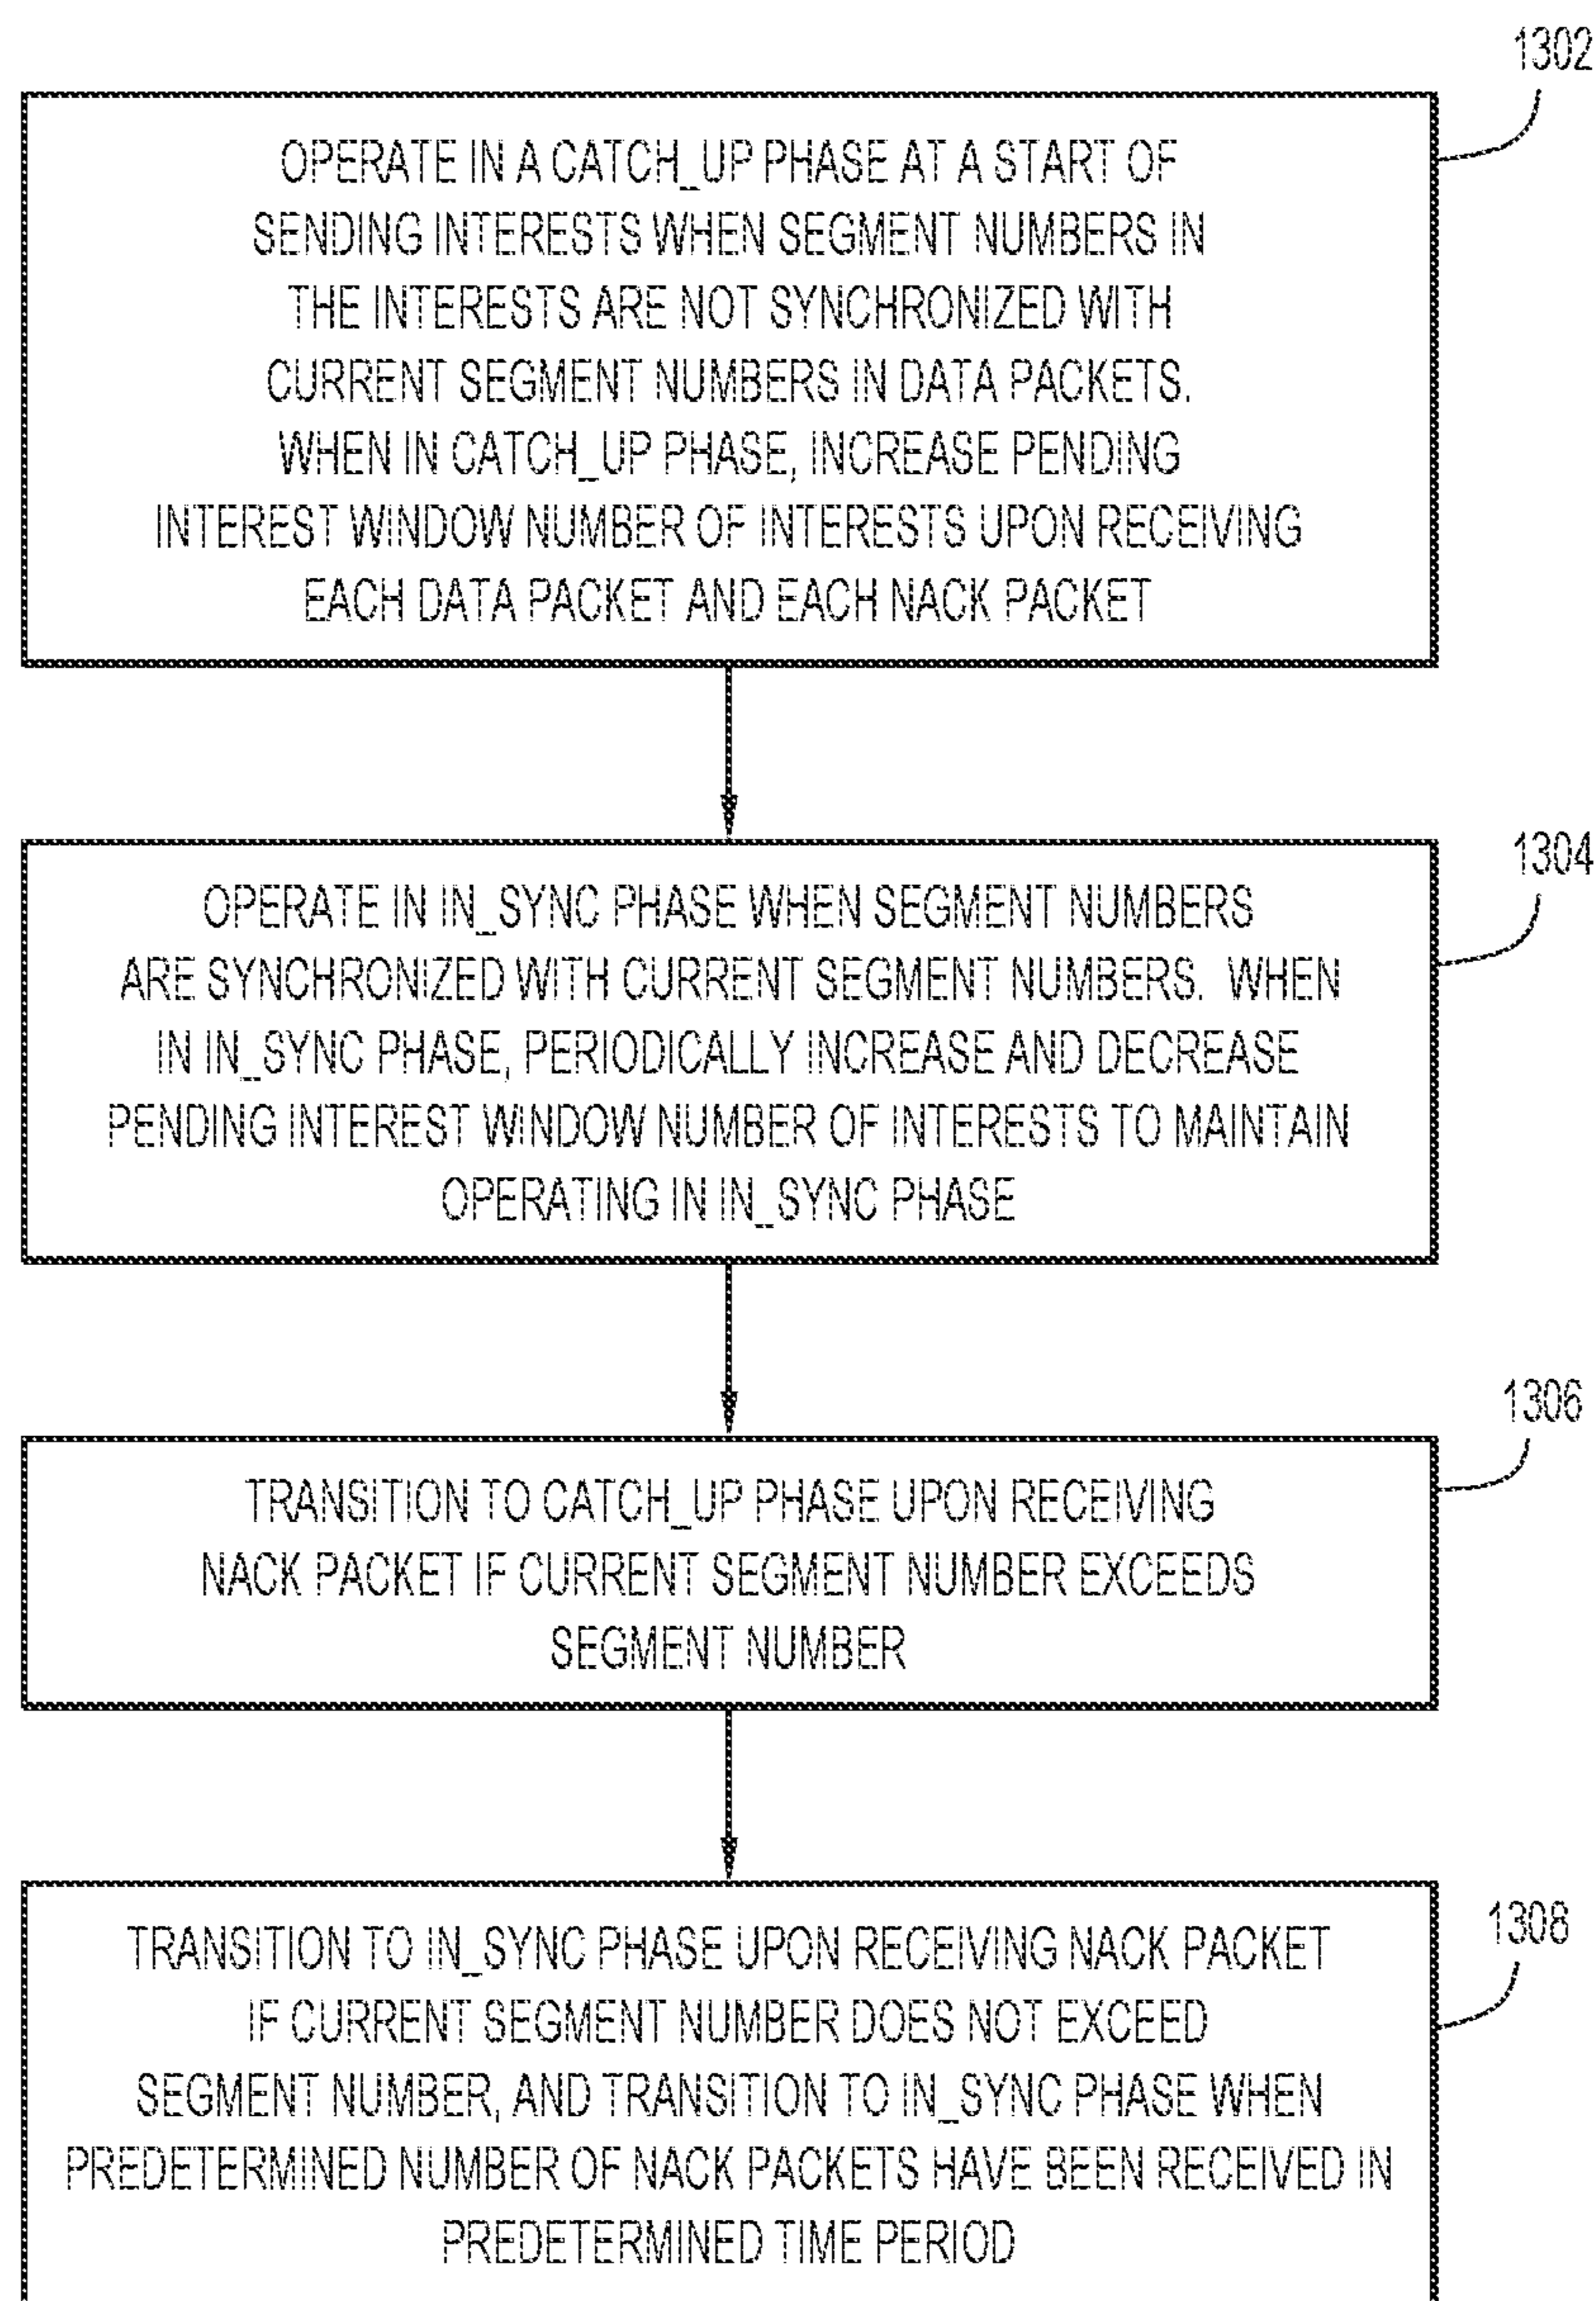 1302
OPERATE IN A CATCH_UP PHASE AT A START OF
SENDING INTERESTS WHEN SEGMENT NUMBERS IN
THE INTERESTS ARE NOT SYNCHRONIZED WITH
CURRENT SEGMENT NUMBERS IN DATA PACKETS.
WHEN IN CATCH_UP PHASE, INCREASE PENDING
INTEREST WINDOW NUMBER OF INTERESTS UPON RECEIVING
EACH DATA PACKET AND EACH NACK PACKET
1304
OPERATE IN IN_SYNC PHASE WHEN SEGMENT NUMBERS
ARE SYNCHRONIZED WITH CURRENT SEGMENT NUMBERS. WHEN
IN IN_SYNC PHASE, PERIODICALLY INCREASE AND DECREASE
PENDING INTEREST WINDOW NUMBER OF INTERESTS TO MAINTAIN
OPERATING IN IN_SYNC PHASE
1306
TRANSITION TO CATCH_UP PHASE UPON RECEIVING
NACK PACKET IF CURRENT SEGMENT NUMBER EXCEEDS
SEGMENT NUMBER
1308
TRANSITION TO IN_SYNC PHASE UPON RECEIVING NACK PACKET
IF CURRENT SEGMENT NUMBER DOES NOT EXCEED
SEGMENT NUMBER, AND TRANSITION TO IN_SYNC PHASE WHEN
PREDETERMINED NUMBER OF NACK PACKETS HAVE BEEN RECEIVED IN
PREDETERMINED TIME PERIOD